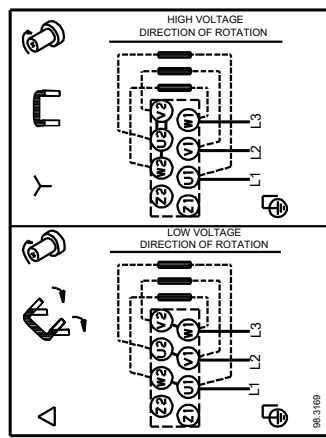 HIGH VOLTAGE
DIRECTION OF ROTATION
Z2 W2 U2 V2
Z1 U1 V1 W1
L1 L2 L3
LOW VOLTAGE
DIRECTION OF ROTATION
Z2 W2 U2 V2
Z1 U1 V1 W1
L1 L2 L3
98.3169